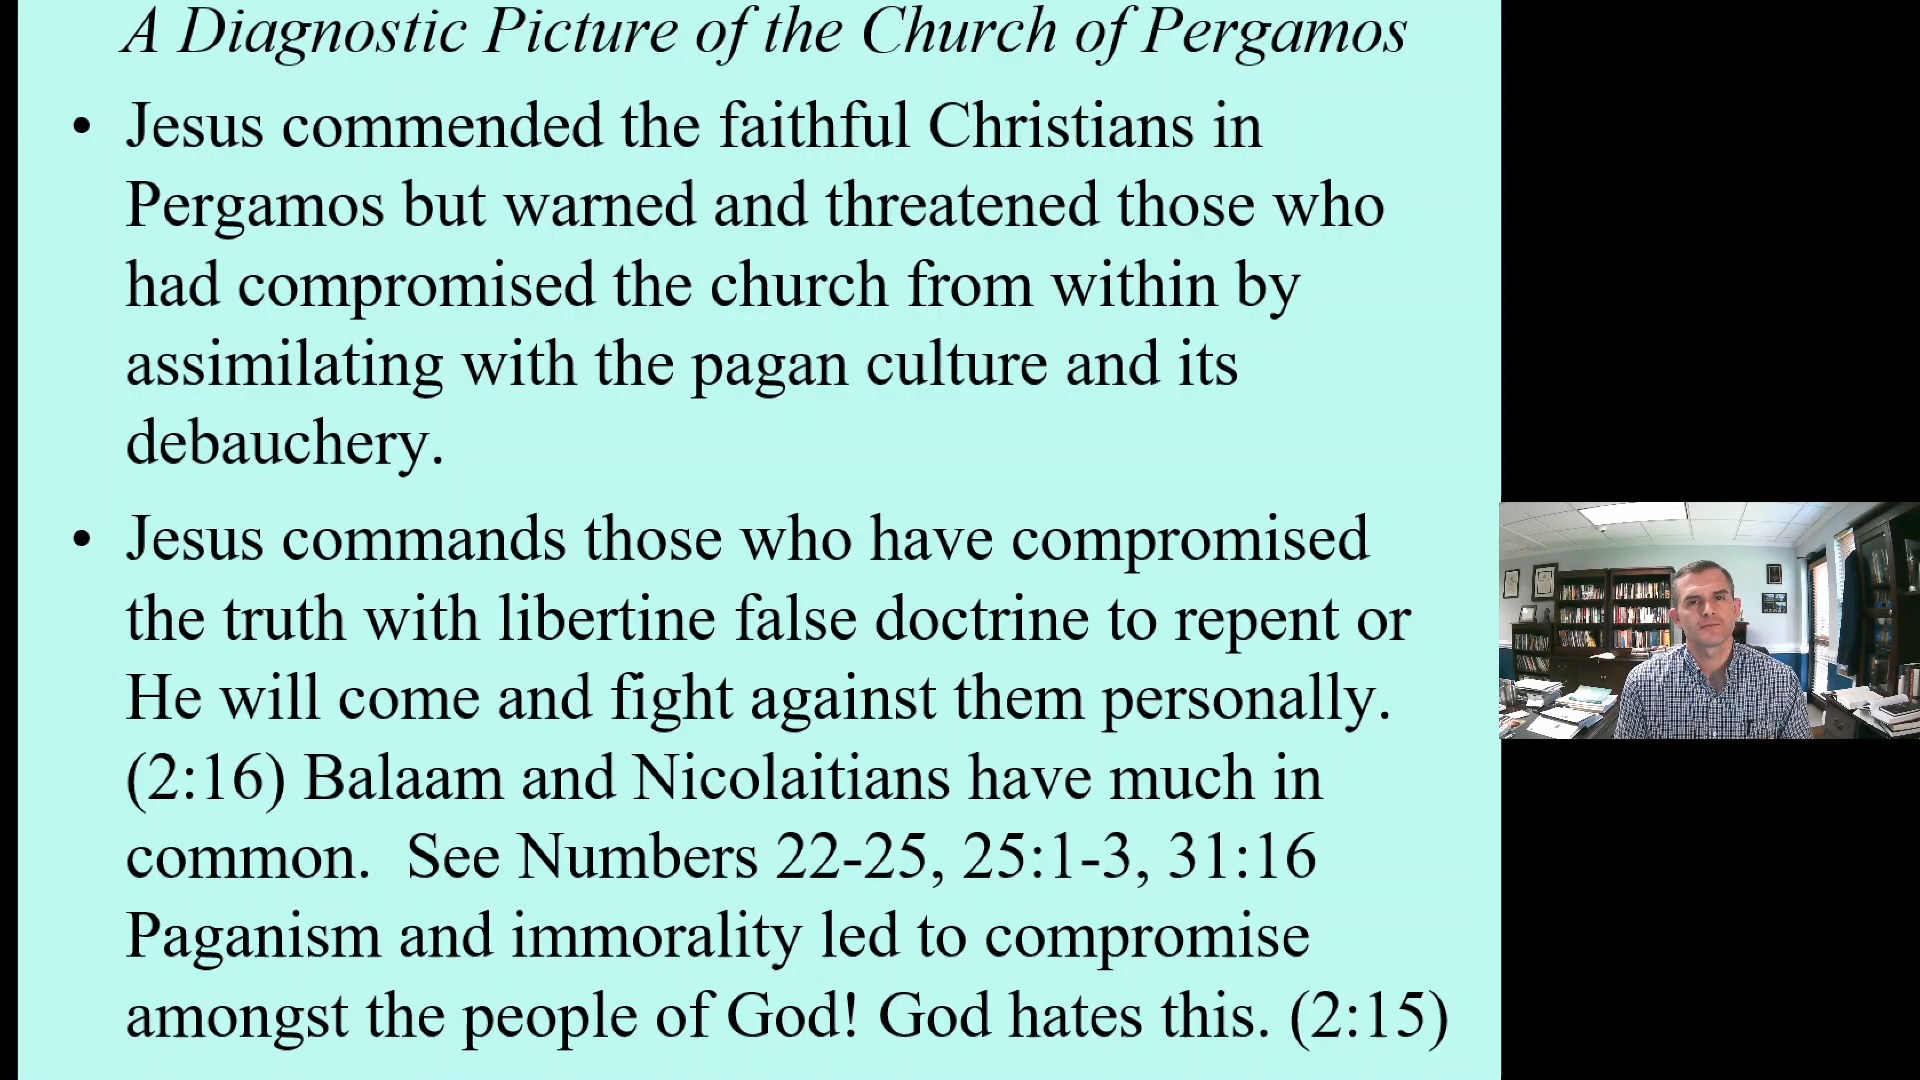 A Diagnostic Picture of the Church of Pergamos
• Jesus commended the faithful Christians in
Pergamos but warned and threatened those who
had compromised the church from within by
assimilating with the pagan culture and its
debauchery.
• Jesus commands those who have compromised
the truth with libertine false doctrine to repent or
He will come and fight against them personally.
(2:16) Balaam and Nicolaitians have much in
common.  See Numbers 22-25, 25:1-3, 31:16
Paganism and immorality led to compromise
amongst the people of God! God hates this. (2:15)